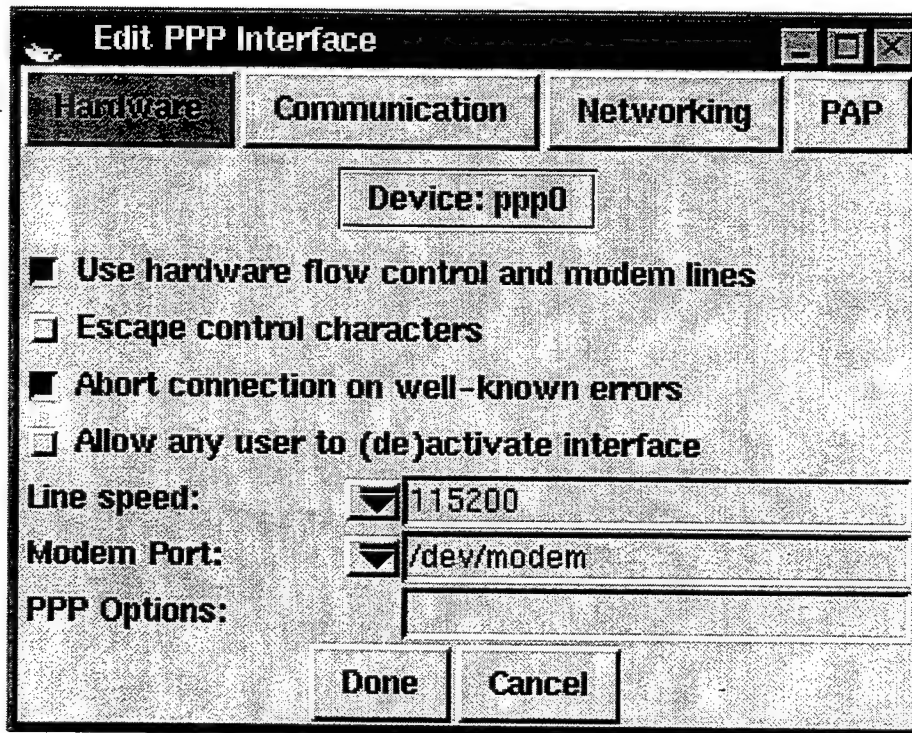 Edit PPP Interface
Hardware Communication Networking PAP
Device: ppp0
Use hardware flow control and modem lines
Escape control characters
Abort connection on well-known errors
Allow any user to (de)activate interface
Line speed: 115200
Modem Port: /dev/modem
PPP Options:
Done Cancel